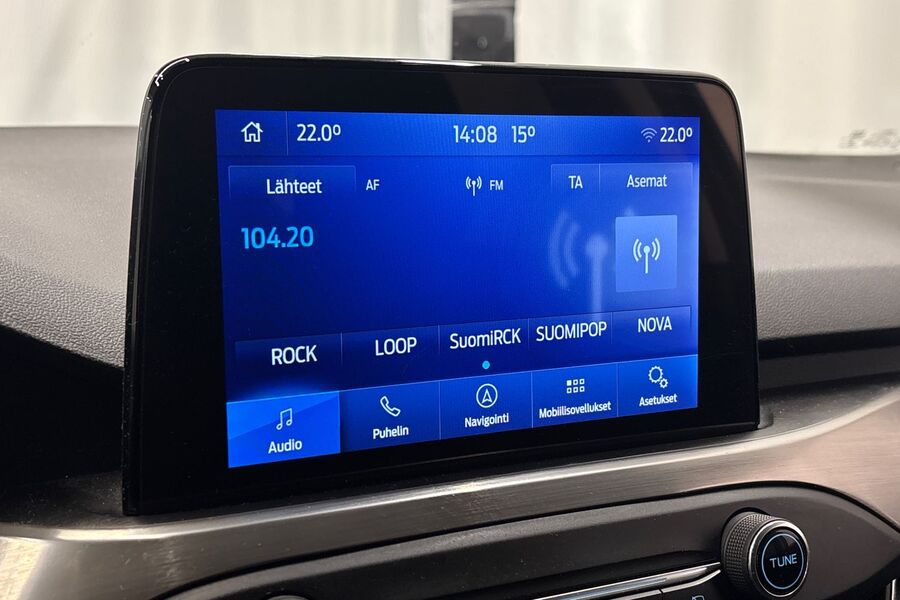 22.0° 14:08 15° 22.0°
Lähteet AF FM TA Asemat
104.20
ROCK LOOP SuomiRCK SUOMIPOP NOVA
Audio Puhelin Navigointi Mobiilisovellukset Asetukset
TUNE